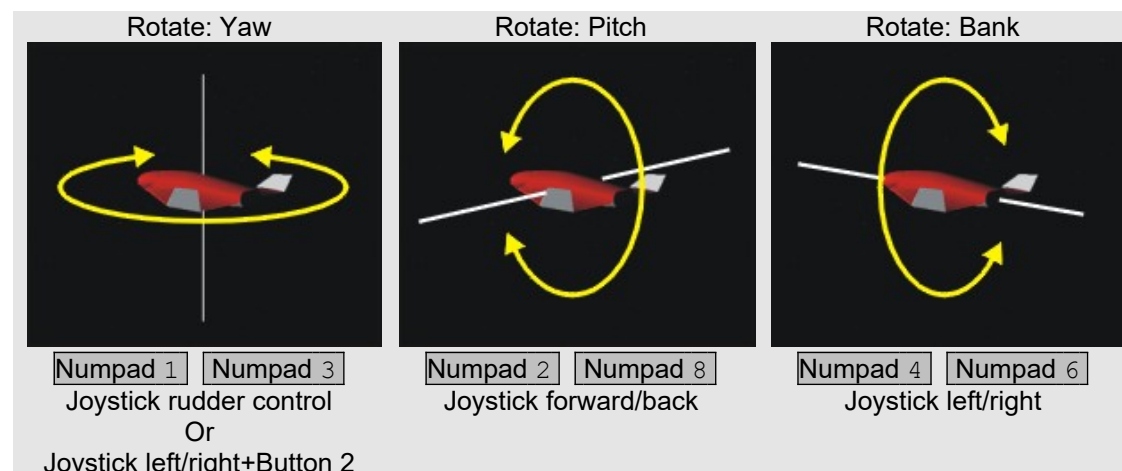 Rotate: Yaw
Rotate: Pitch
Rotate: Bank
Numpad 1 Numpad 3
Numpad 2 Numpad 8
Numpad 4 Numpad 6
Joystick rudder control
Or
Joystick left/right+Button 2
Joystick forward/back
Joystick left/right